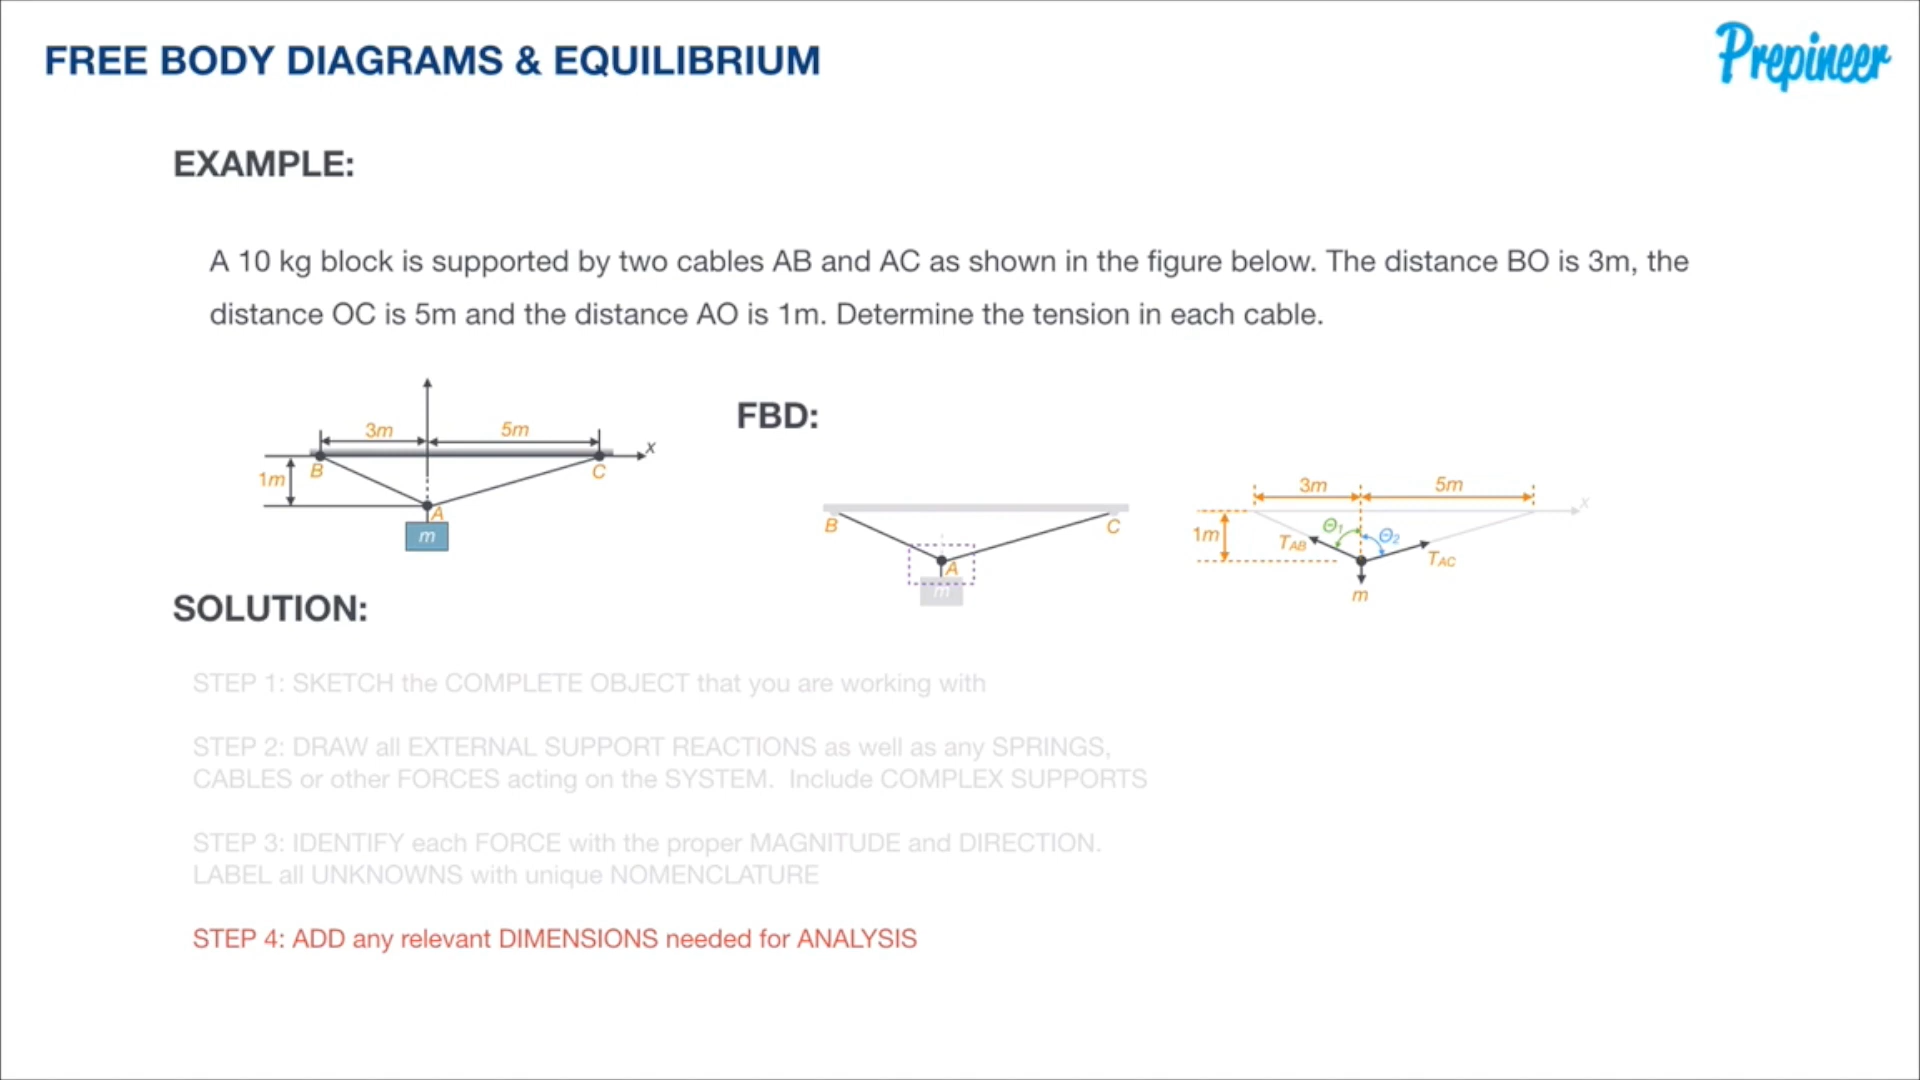 FREE BODY DIAGRAMS & EQUILIBRIUM
Prepineer
EXAMPLE:
A 10 kg block is supported by two cables AB and AC as shown in the figure below. The distance BO is 3m, the
distance OC is 5m and the distance AO is 1m. Determine the tension in each cable.
3m
5m
x
1m
B
C
A
m
FBD:
B
C
A
m
3m
5m
x
1m
Θ1
Θ2
TAB
TAC
m
SOLUTION:
STEP 1: SKETCH the COMPLETE OBJECT that you are working with
STEP 2: DRAW all EXTERNAL SUPPORT REACTIONS as well as any SPRINGS,
CABLES or other FORCES acting on the SYSTEM. Include COMPLEX SUPPORTS
STEP 3: IDENTIFY each FORCE with the proper MAGNITUDE and DIRECTION.
LABEL all UNKNOWNS with unique NOMENCLATURE
STEP 4: ADD any relevant DIMENSIONS needed for ANALYSIS